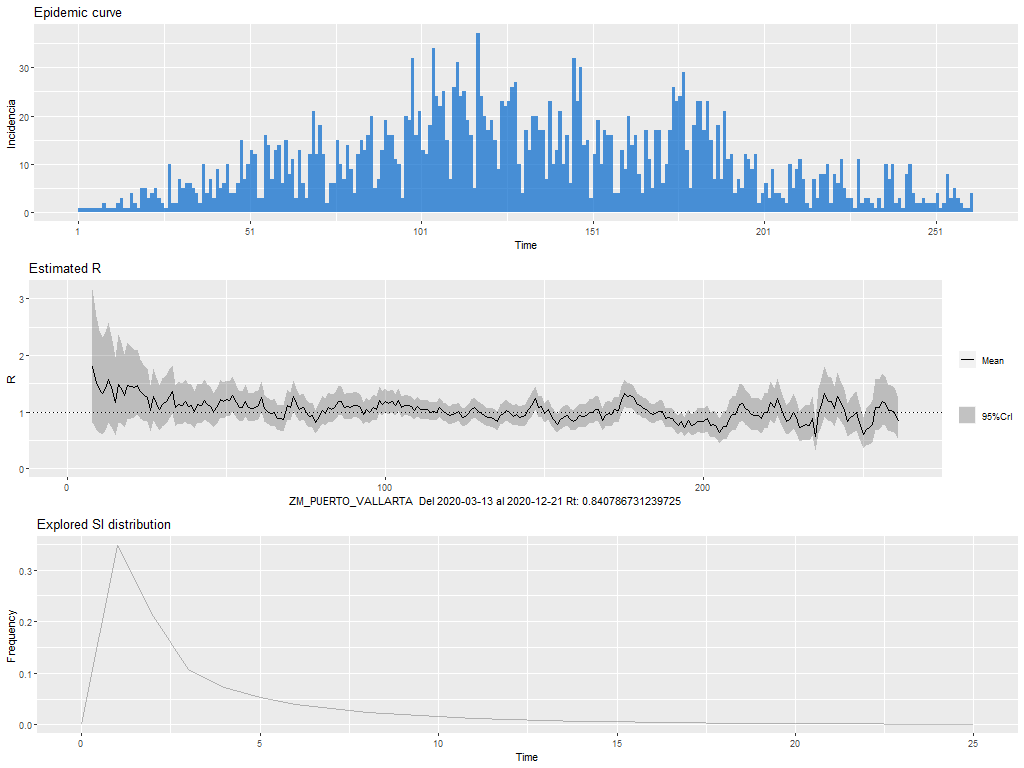 Epidemic curve
Incidencia
30
20
10
0
1
51
101
151
201
251
Time
Estimated R
R
3
2
1
0
0
100
200
Mean
95%CrI
ZM_PUERTO_VALLARTA Del 2020-03-13 al 2020-12-21 Rt: 0.840786731239725
Explored SI distribution
Frequency
0.3
0.2
0.1
0.0
0
5
10
15
20
25
Time